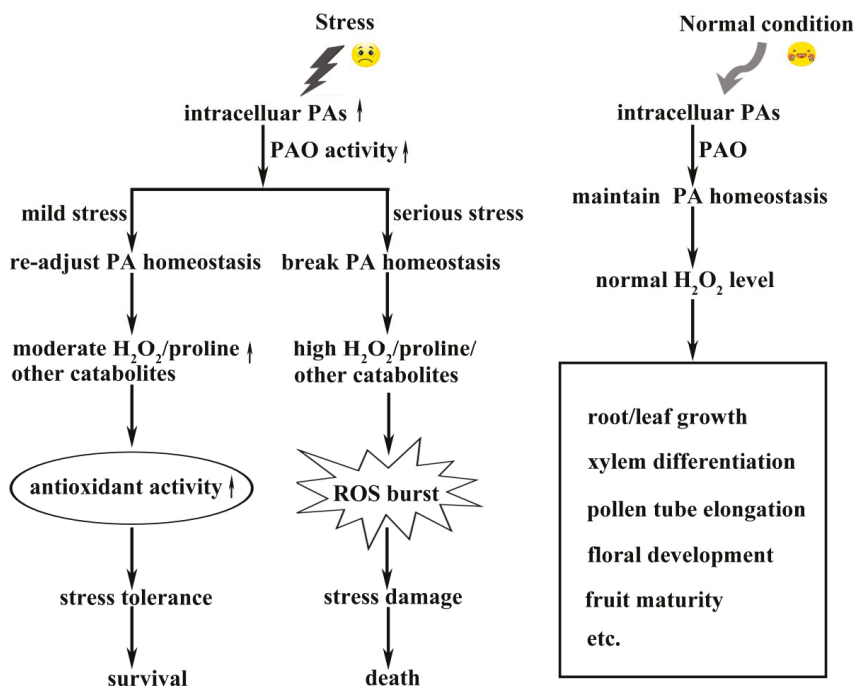 Stress
intracelluar PAs ↑
PAO activity ↑
mild stress
serious stress
re-adjust PA homeostasis
break PA homeostasis
moderate H₂O₂/proline ↑
other catabolites
high H₂O₂/proline/
other catabolites
antioxidant activity ↑
ROS burst
stress tolerance
stress damage
survival
death
Normal condition
intracelluar PAs
PAO
maintain PA homeostasis
normal H₂O₂ level
root/leaf growth
xylem differentiation
pollen tube elongation
floral development
fruit maturity
etc.